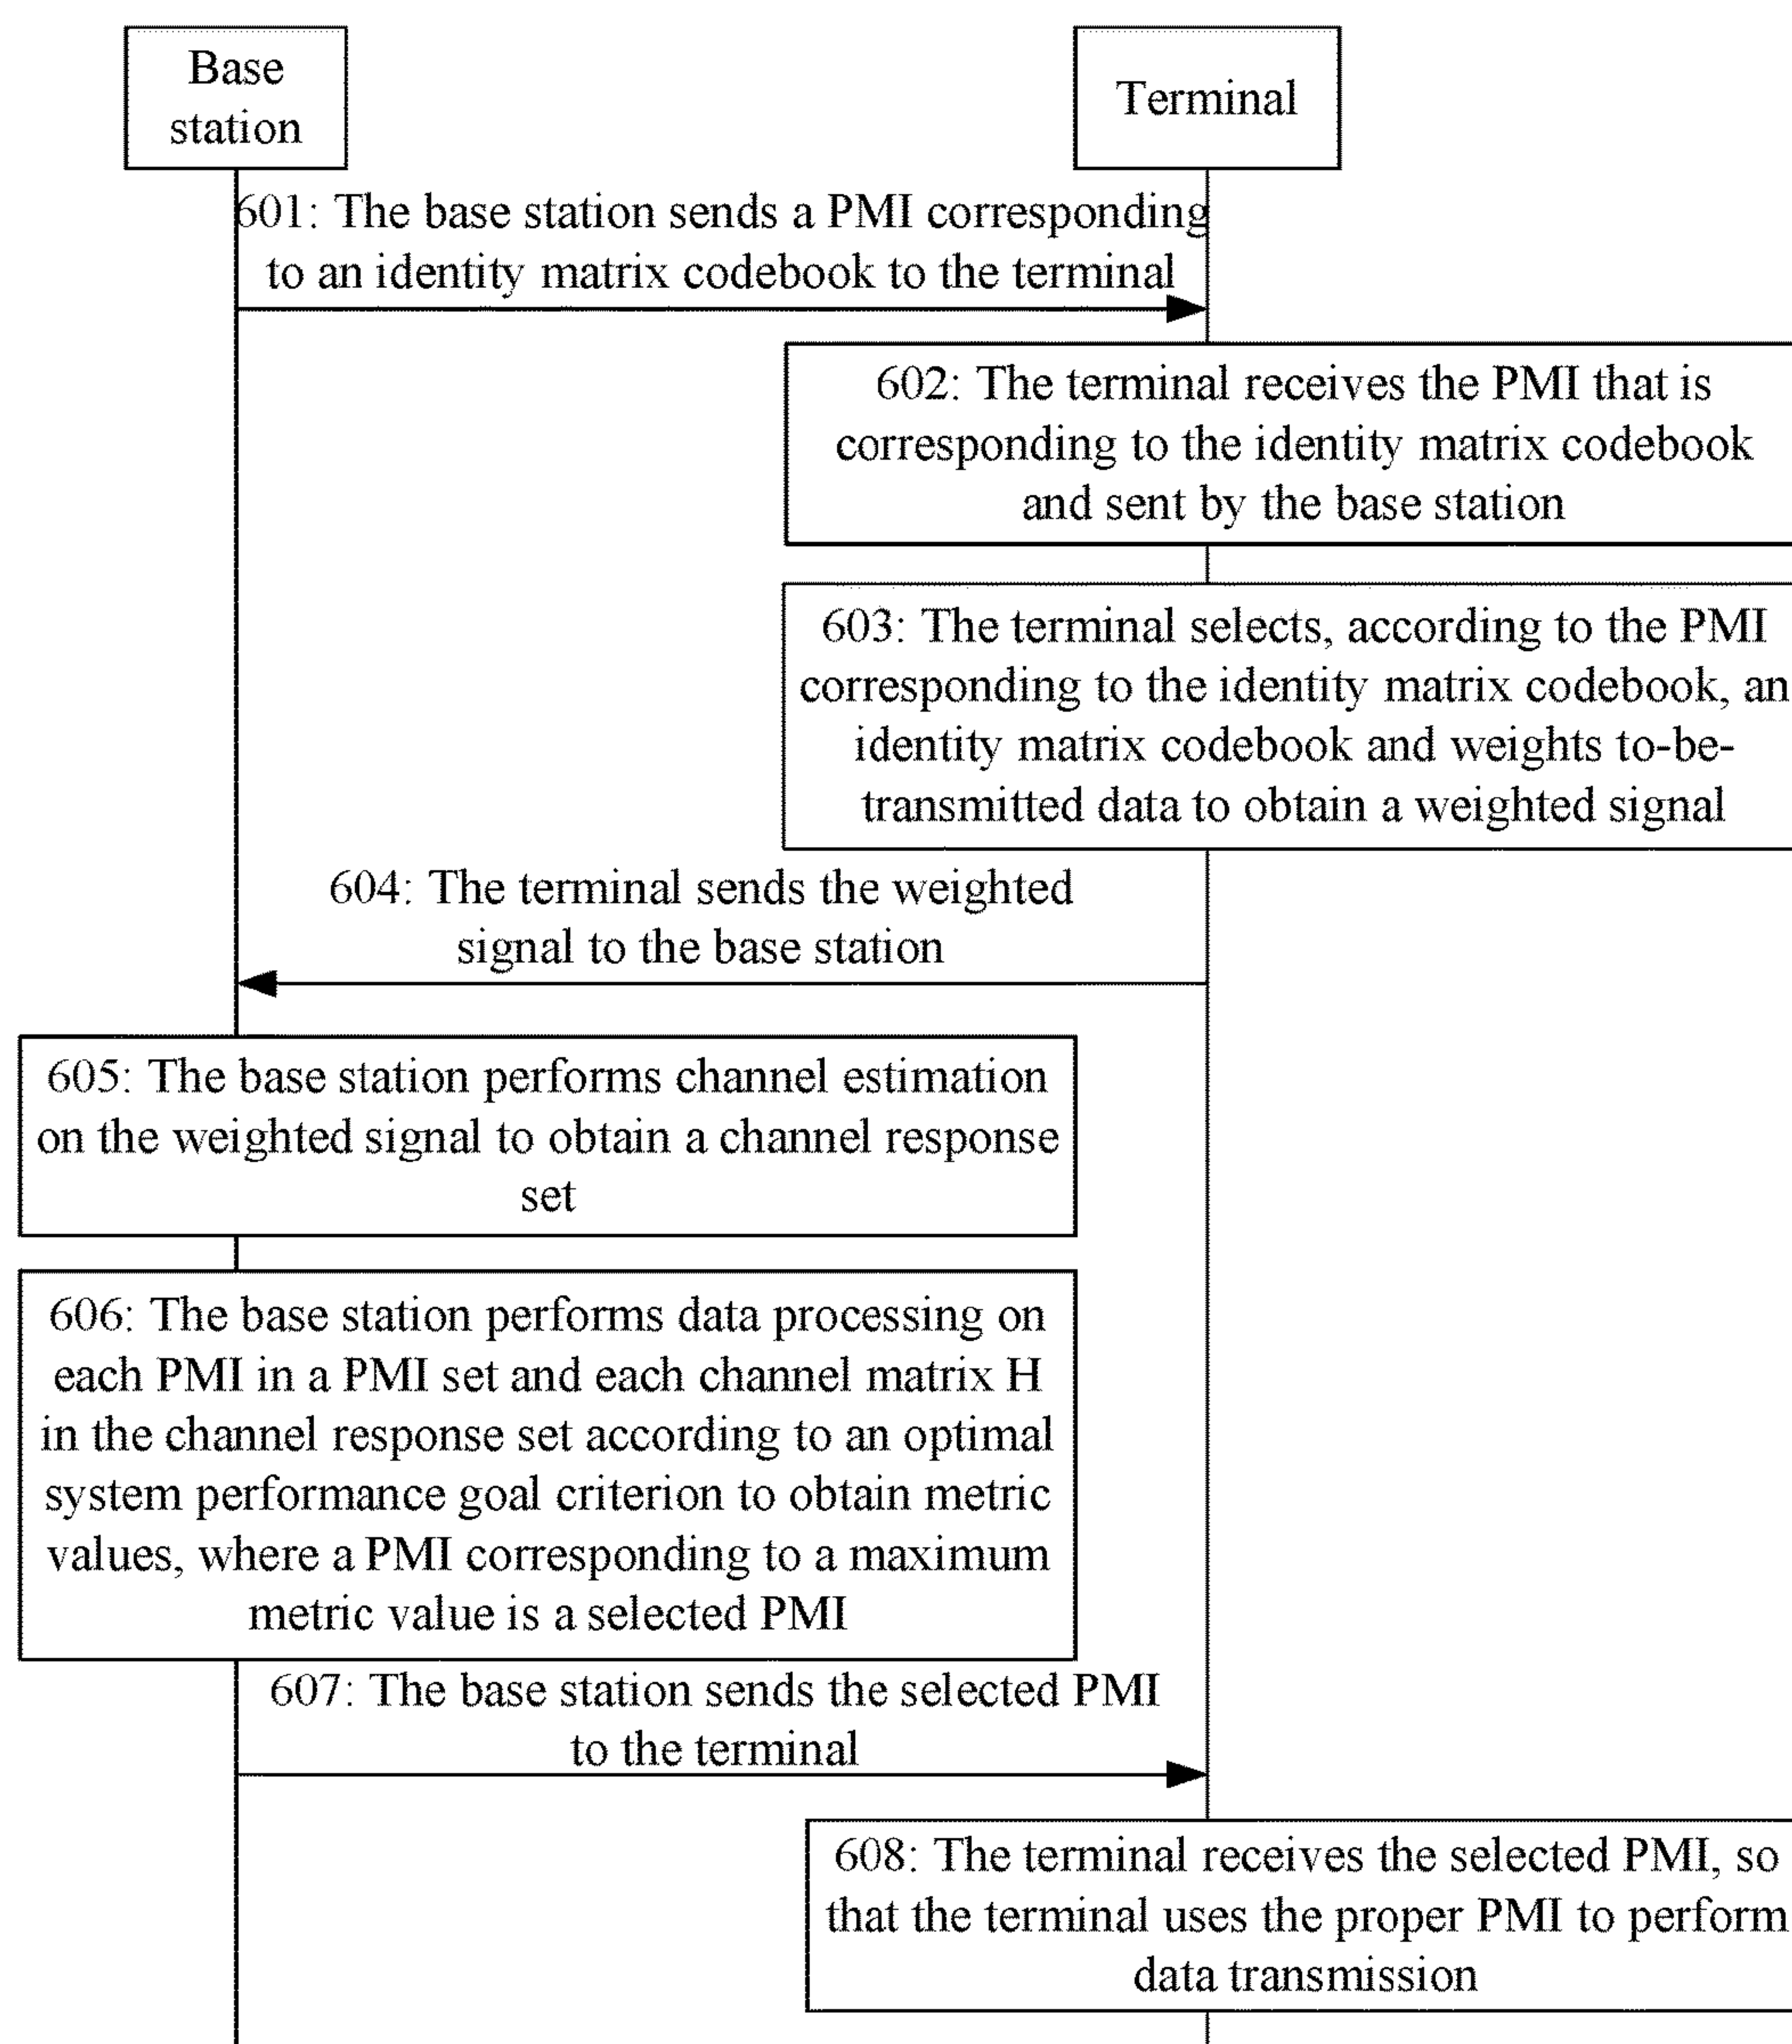 Base
station
Terminal
601: The base station sends a PMI corresponding
to an identity matrix codebook to the terminal
602: The terminal receives the PMI that is
corresponding to the identity matrix codebook
and sent by the base station
603: The terminal selects, according to the PMI
corresponding to the identity matrix codebook, an
identity matrix codebook and weights to-be-
transmitted data to obtain a weighted signal
604: The terminal sends the weighted
signal to the base station
605: The base station performs channel estimation
on the weighted signal to obtain a channel response
set
606: The base station performs data processing on
each PMI in a PMI set and each channel matrix H
in the channel response set according to an optimal
system performance goal criterion to obtain metric
values, where a PMI corresponding to a maximum
metric value is a selected PMI
607: The base station sends the selected PMI
to the terminal
608: The terminal receives the selected PMI, so
that the terminal uses the proper PMI to perform
data transmission